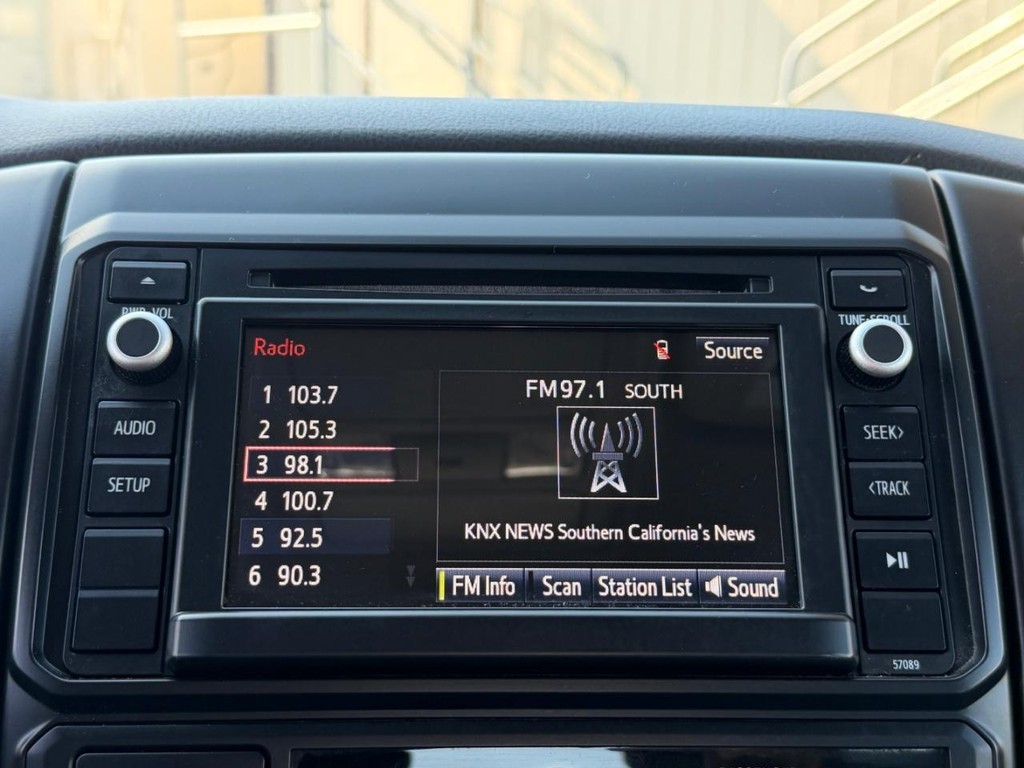 PWR·VOL
TUNE·SCROLL
Radio
Source
1 103.7
2 105.3
3 98.1
4 100.7
5 92.5
6 90.3
FM97.1 SOUTH
KNX NEWS Southern California's News
FM Info Scan Station List Sound
AUDIO
SETUP
SEEK>
<TRACK
57089